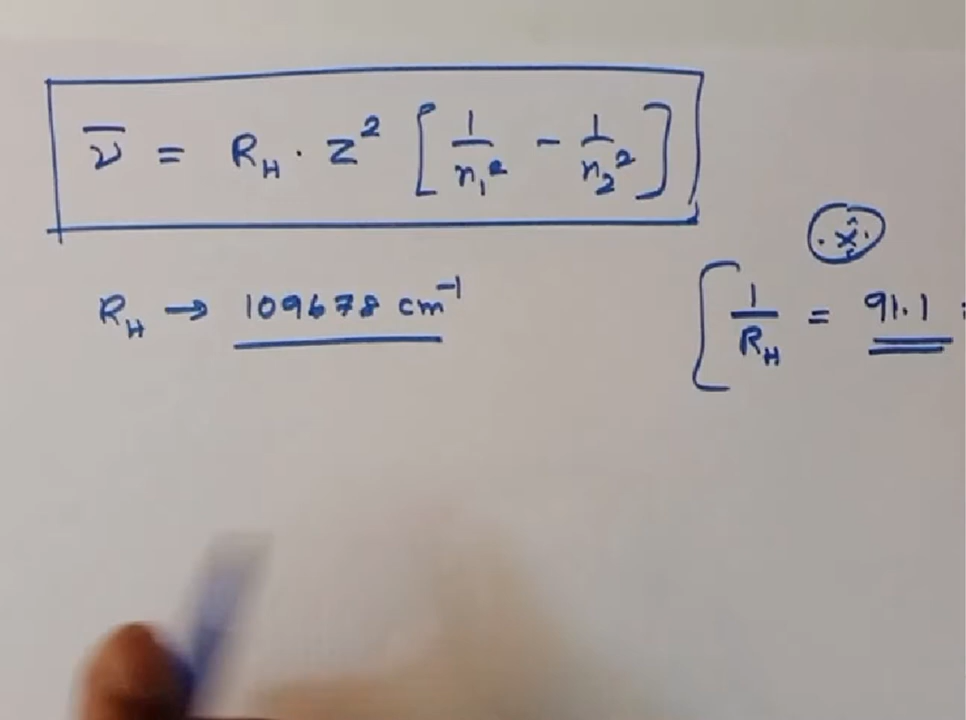 ν̅ = R_H · Z² [ 1/n₁² - 1/n₂² ]
R_H → 109678 cm⁻¹
[ 1/R_H = 91.1